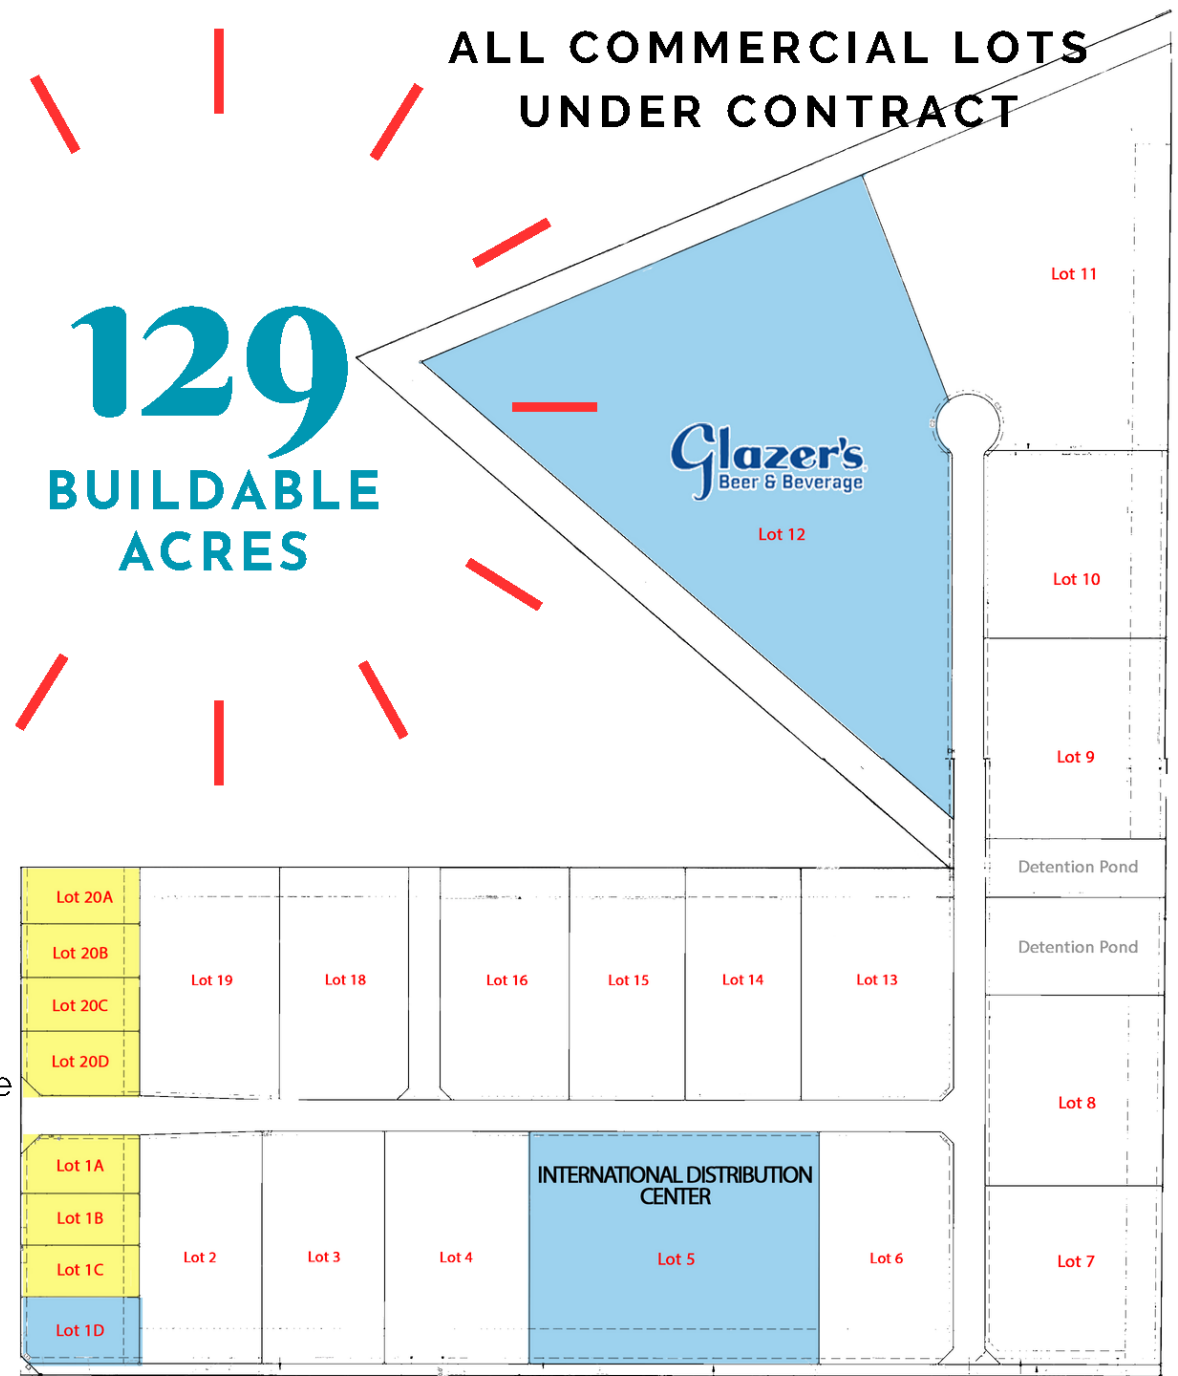 ALL COMMERCIAL LOTS
UNDER CONTRACT
129
BUILDABLE
ACRES
Lot 11
Glazer's
Beer & Beverage
Lot 12
Lot 10
Lot 9
Detention Pond
Detention Pond
Lot 20A
Lot 20B
Lot 20C
Lot 20D
Lot 19
Lot 18
Lot 16
Lot 15
Lot 14
Lot 13
e
Lot 8
Lot 1A
Lot 1B
Lot 1C
Lot 1D
Lot 2
Lot 3
Lot 4
INTERNATIONAL DISTRIBUTION
CENTER
Lot 5
Lot 6
Lot 7